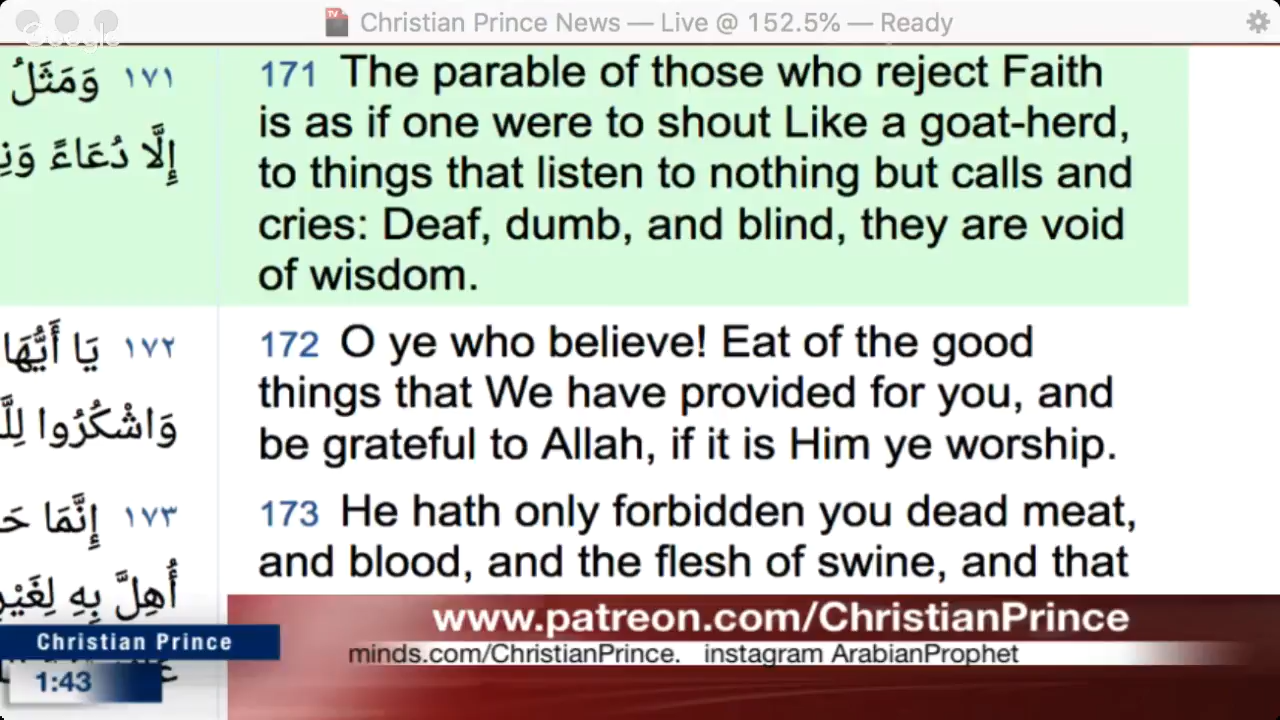 Christian Prince News — Live @ 152.5% — Ready
Google
171 The parable of those who reject Faith
is as if one were to shout Like a goat-herd,
to things that listen to nothing but calls and
cries: Deaf, dumb, and blind, they are void
of wisdom.
١٧١ وَمَثَلُ
إِلَّا دُعَاءً
172 O ye who believe! Eat of the good
things that We have provided for you, and
be grateful to Allah, if it is Him ye worship.
١٧٢ يَا أَيُّهَا
وَاشْكُرُوا
173 He hath only forbidden you dead meat,
and blood, and the flesh of swine, and that
١٧٣ إِنَّمَا
أُهِلَّ بِهِ
www.patreon.com/ChristianPrince
Christian Prince
minds.com/ChristianPrince. instagram ArabianProphet
1:43